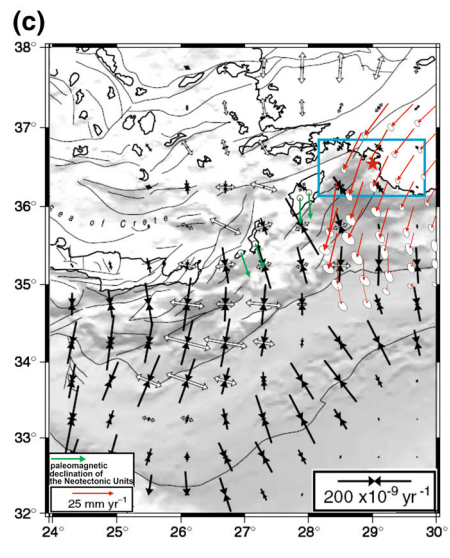 (c)
38°
37°
36°
35°
34°
33°
32°
Sea of Crete
paleomagnetic
declination of
the Neotectonic Units
25 mm yr⁻¹
200 x10⁻⁹ yr⁻¹
24° 25° 26° 27° 28° 29° 30°